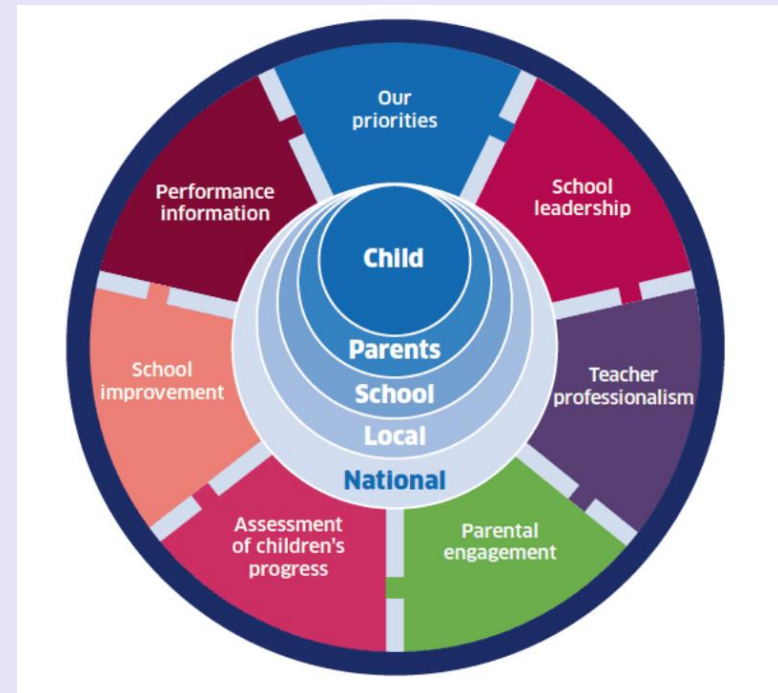 Our
priorities
School
leadership
Teacher
professionalism
Parental
engagement
Assessment
of children's
progress
School
improvement
Performance
information
Child
Parents
School
Local
National